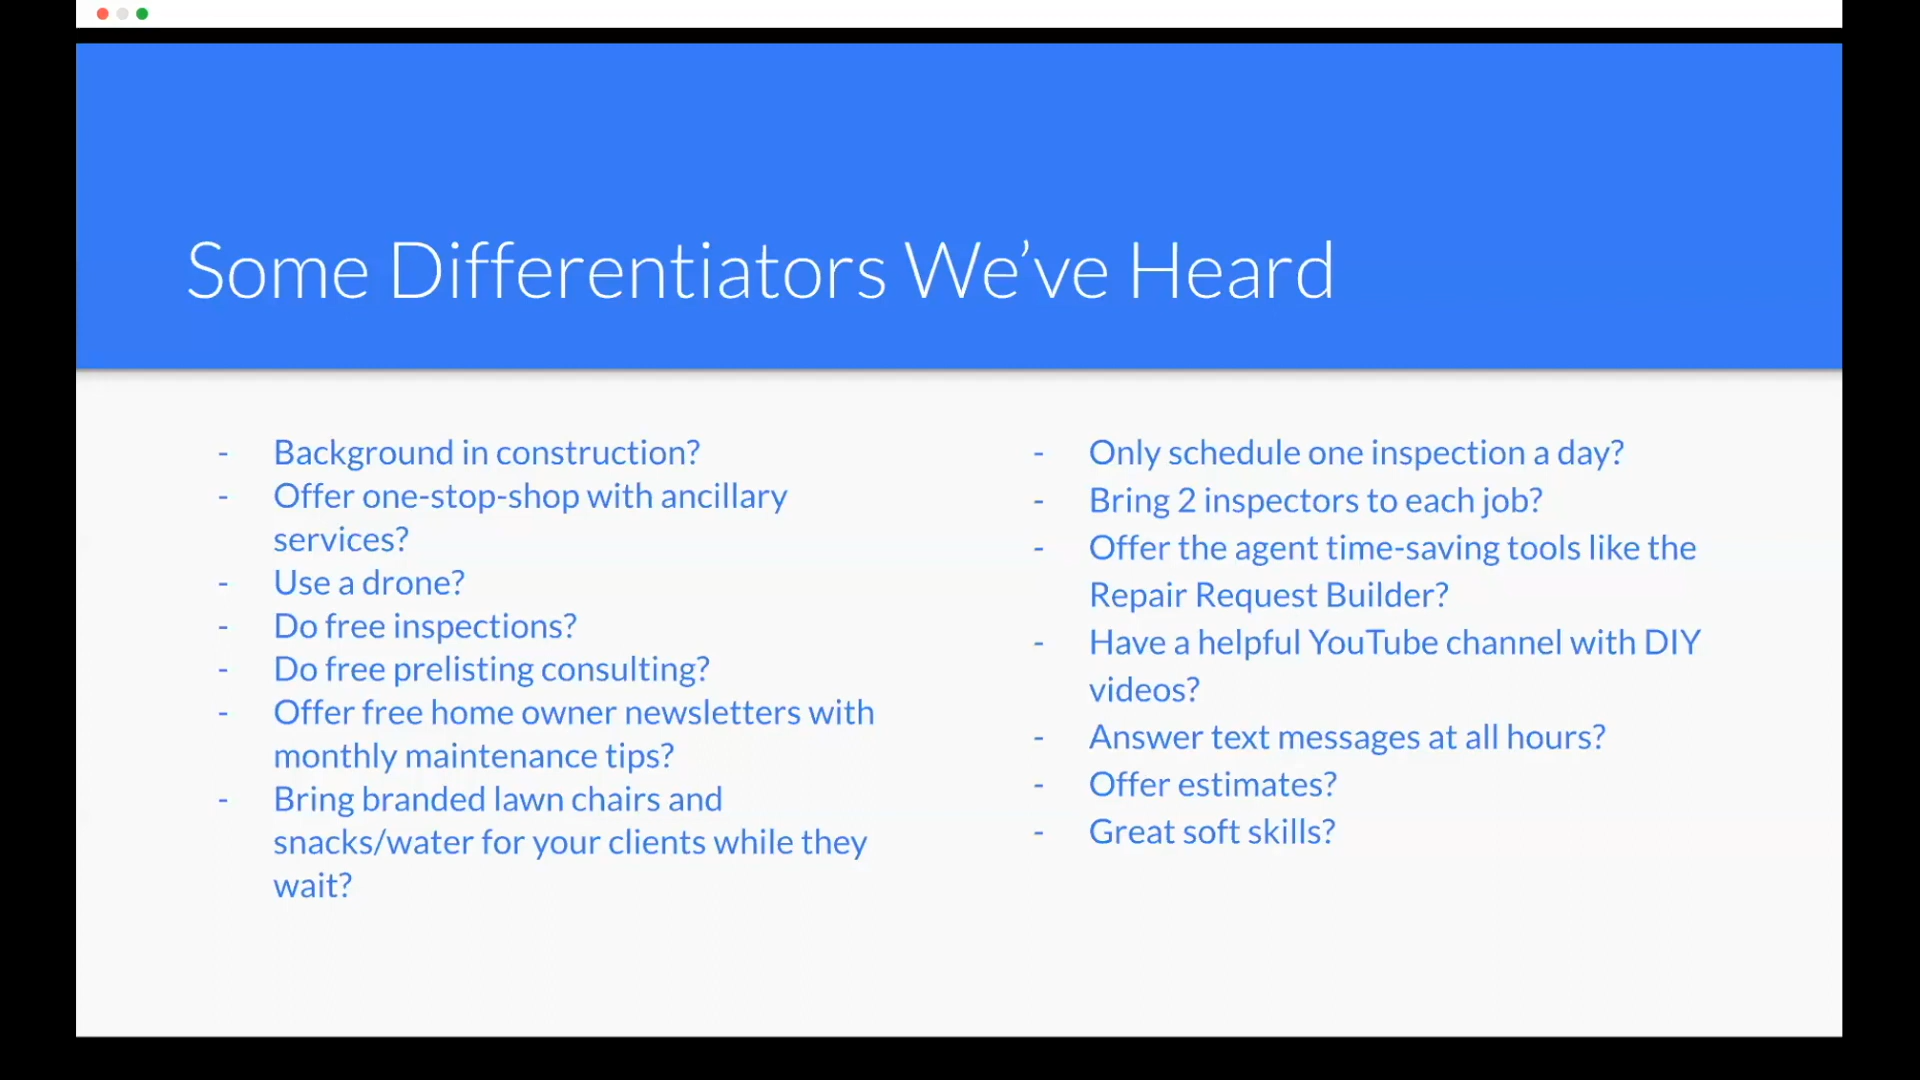 Some Differentiators We've Heard
- Background in construction?
- Offer one-stop-shop with ancillary
services?
- Use a drone?
- Do free inspections?
- Do free prelisting consulting?
- Offer free home owner newsletters with
monthly maintenance tips?
- Bring branded lawn chairs and
snacks/water for your clients while they
wait?
- Only schedule one inspection a day?
- Bring 2 inspectors to each job?
- Offer the agent time-saving tools like the
Repair Request Builder?
- Have a helpful YouTube channel with DIY
videos?
- Answer text messages at all hours?
- Offer estimates?
- Great soft skills?